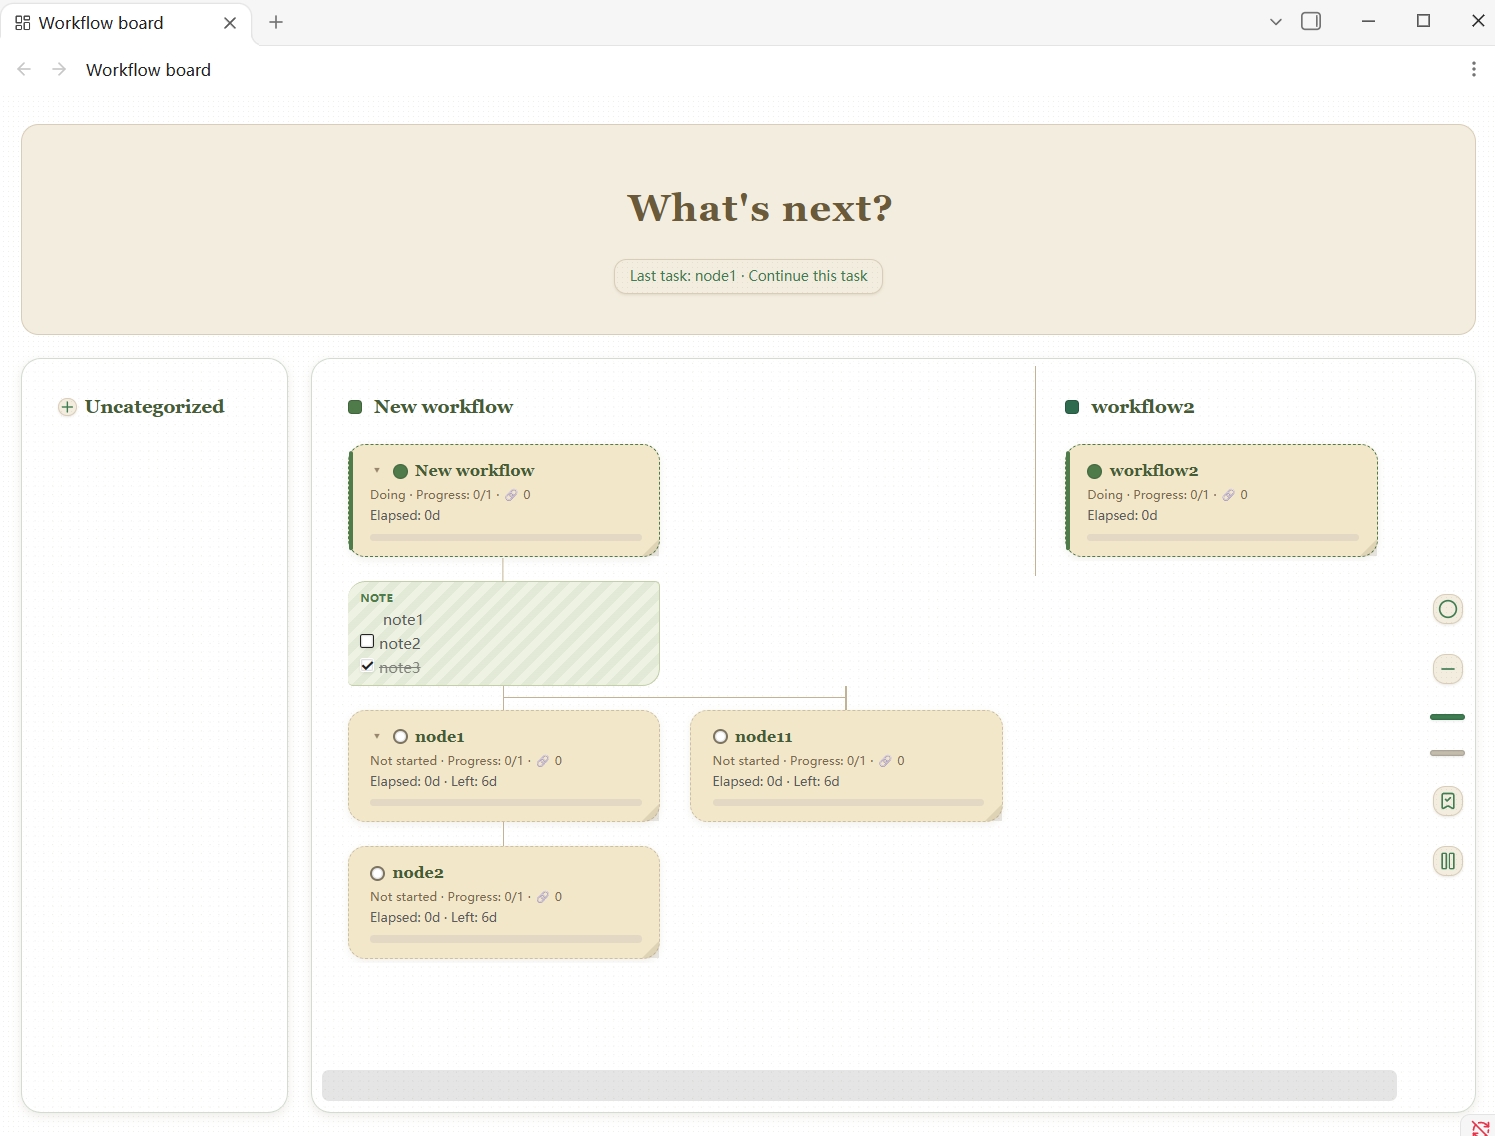 Workflow board
Workflow board
What's next?
Last task: node1 · Continue this task
Uncategorized
New workflow
New workflow
Doing · Progress: 0/1 · 🔗 0
Elapsed: 0d
NOTE
note1
note2
note3
node1
Not started · Progress: 0/1 · 🔗 0
Elapsed: 0d · Left: 6d
node11
Not started · Progress: 0/1 · 🔗 0
Elapsed: 0d · Left: 6d
node2
Not started · Progress: 0/1 · 🔗 0
Elapsed: 0d · Left: 6d
workflow2
workflow2
Doing · Progress: 0/1 · 🔗 0
Elapsed: 0d